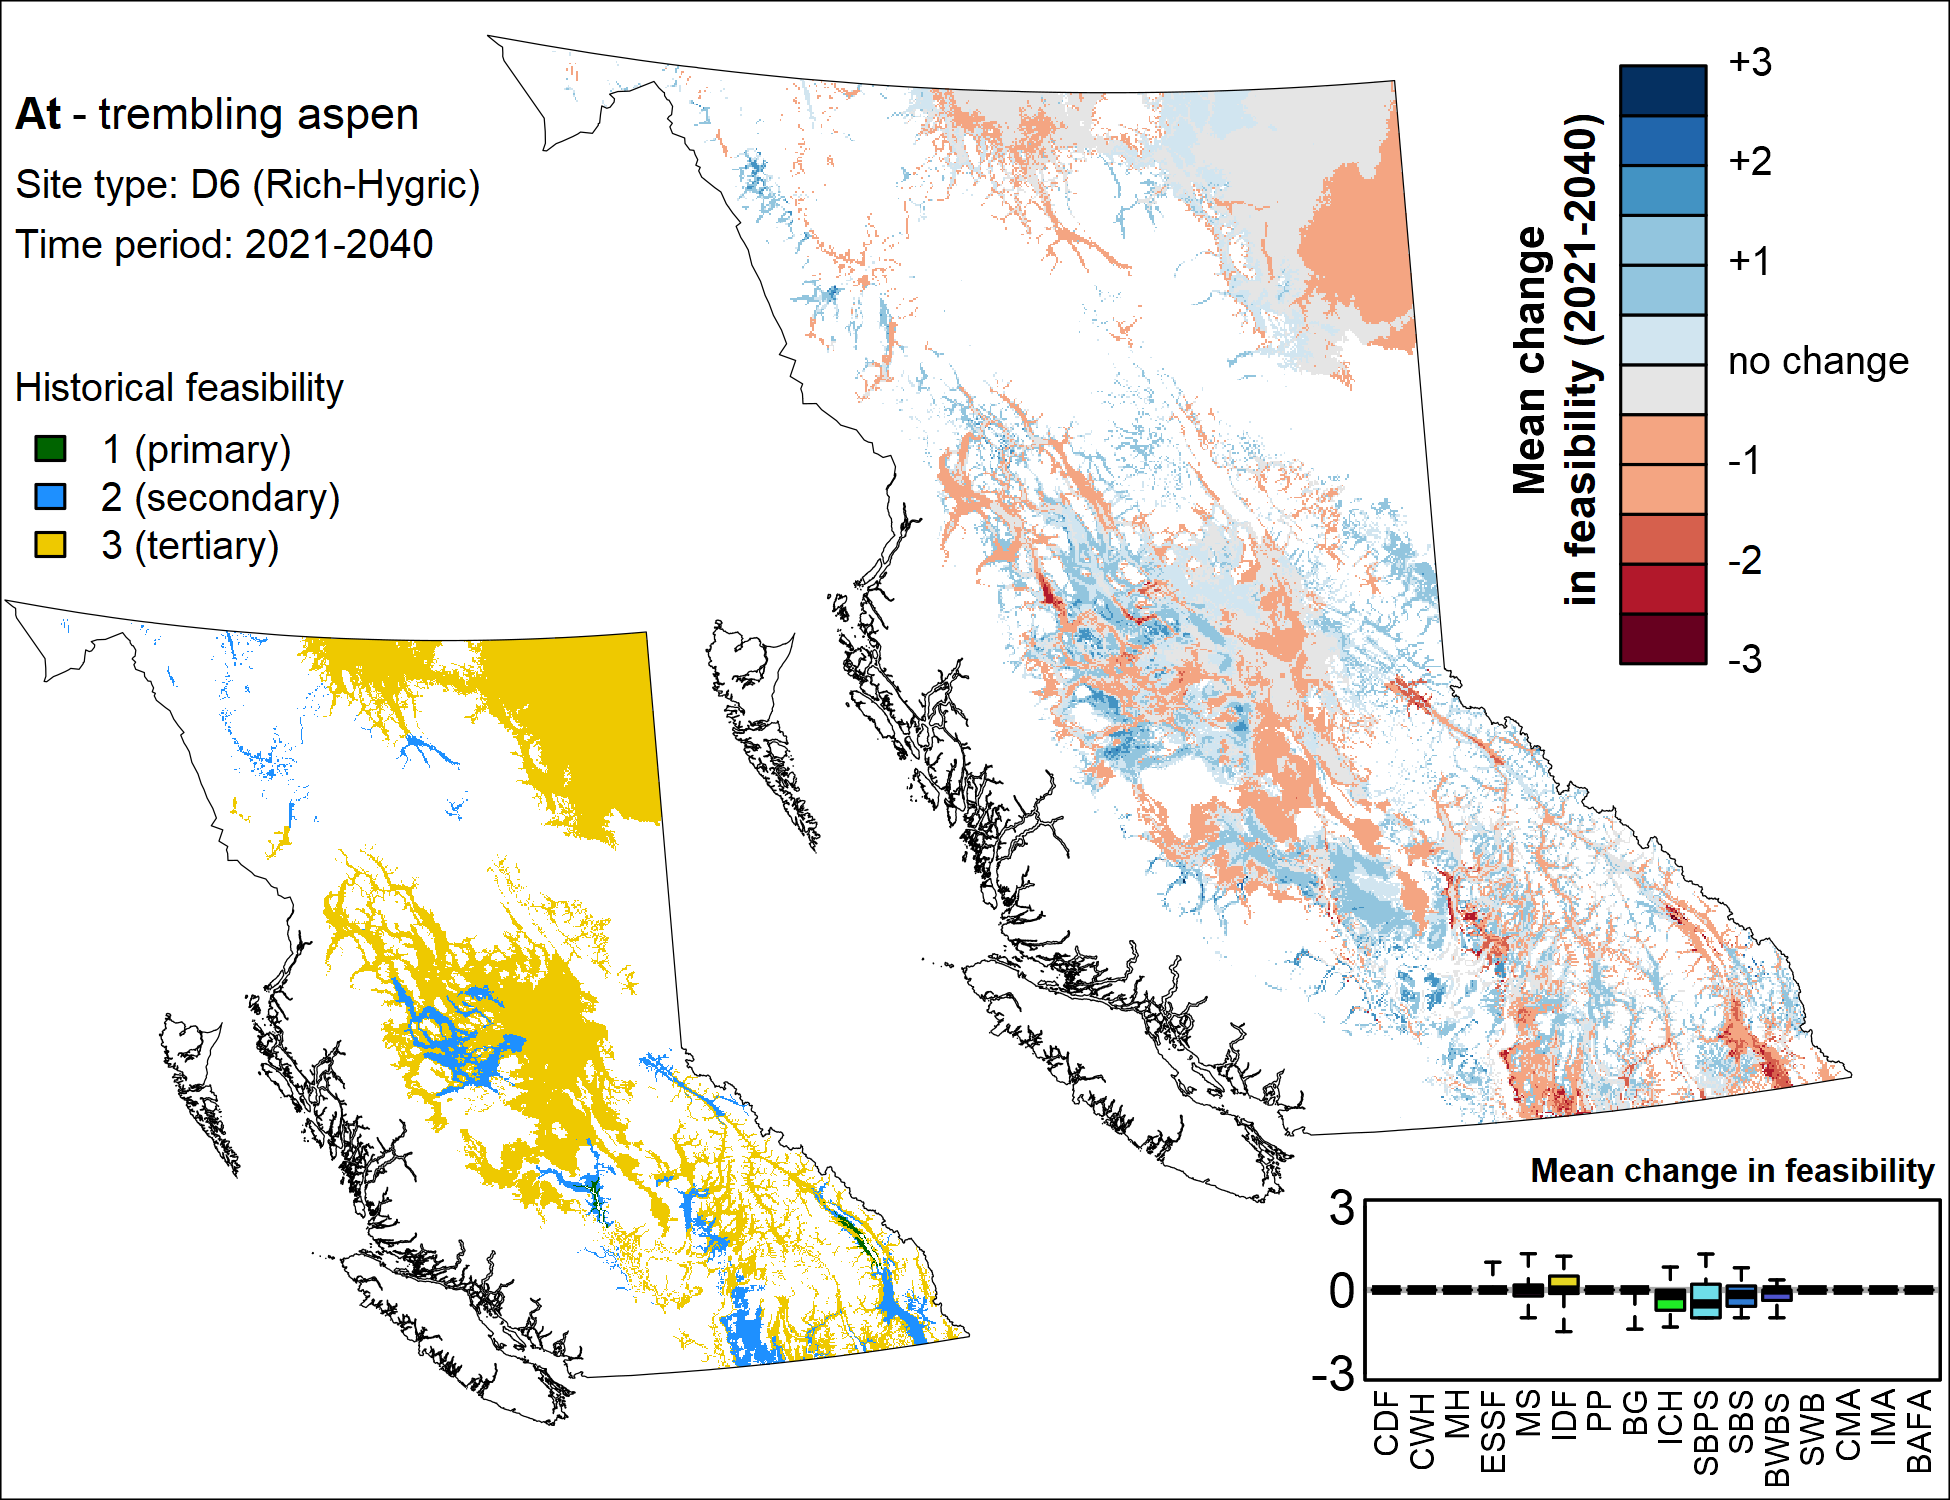 At - trembling aspen
Site type: D6 (Rich-Hygric)
Time period: 2021-2040
Historical feasibility
1 (primary)
2 (secondary)
3 (tertiary)
Mean change
in feasibility (2021-2040)
+3
+2
+1
no change
-1
-2
-3
Mean change in feasibility
3
0
-3
CDF
CWH
MH
ESSF
MS
IDF
PP
BG
ICH
SBPS
SBS
BWBS
SWB
CMA
IMA
BAFA